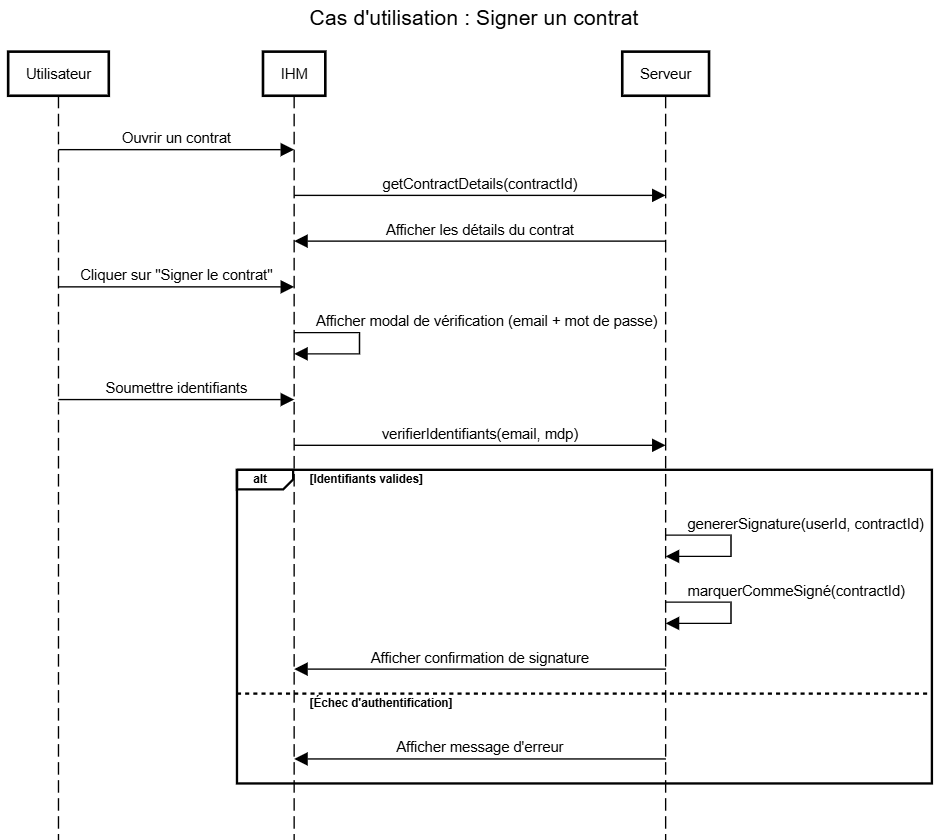 Cas d'utilisation : Signer un contrat
Utilisateur
IHM
Serveur
Ouvrir un contrat
getContractDetails(contractId)
Afficher les détails du contrat
Cliquer sur "Signer le contrat"
Afficher modal de vérification (email + mot de passe)
Soumettre identifiants
verifierIdentifiants(email, mdp)
alt
[Identifiants valides]
genererSignature(userId, contractId)
marquerCommeSigné(contractId)
Afficher confirmation de signature
[Échec d'authentification]
Afficher message d'erreur